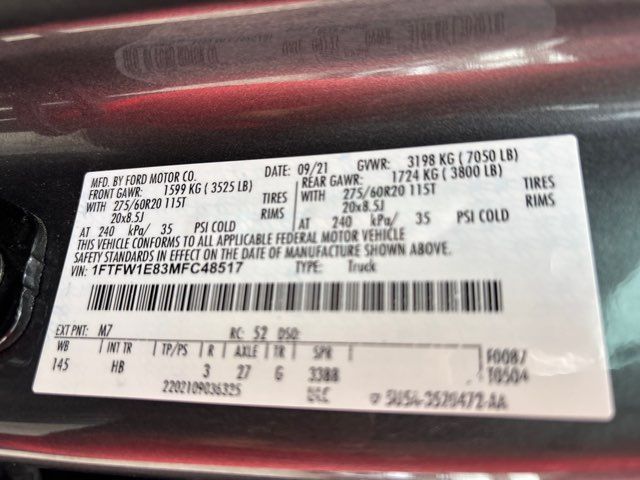 MFD. BY FORD MOTOR CO.
DATE: 09/21 GVWR: 3198 KG ( 7050 LB)
FRONT GAWR: 1599 KG ( 3525 LB)
REAR GAWR: 1724 KG ( 3800 LB)
WITH 275/60R20 115T TIRES
WITH 275/60R20 115T TIRES
20x8.5J RIMS
20x8.5J RIMS
AT 240 kPa/ 35 PSI COLD
AT 240 kPa/ 35 PSI COLD
THIS VEHICLE CONFORMS TO ALL APPLICABLE FEDERAL MOTOR VEHICLE
SAFETY STANDARDS IN EFFECT ON THE DATE OF MANUFACTURE SHOWN ABOVE.
VIN: 1FTFW1E83MFC48517 TYPE: Truck
EXT PNT: M7 RC: 52 DSO:
WB INT TR TP/PS R AXLE TR SPR
145 HB 3 27 G 3388
F0087
T0504
2202109036325